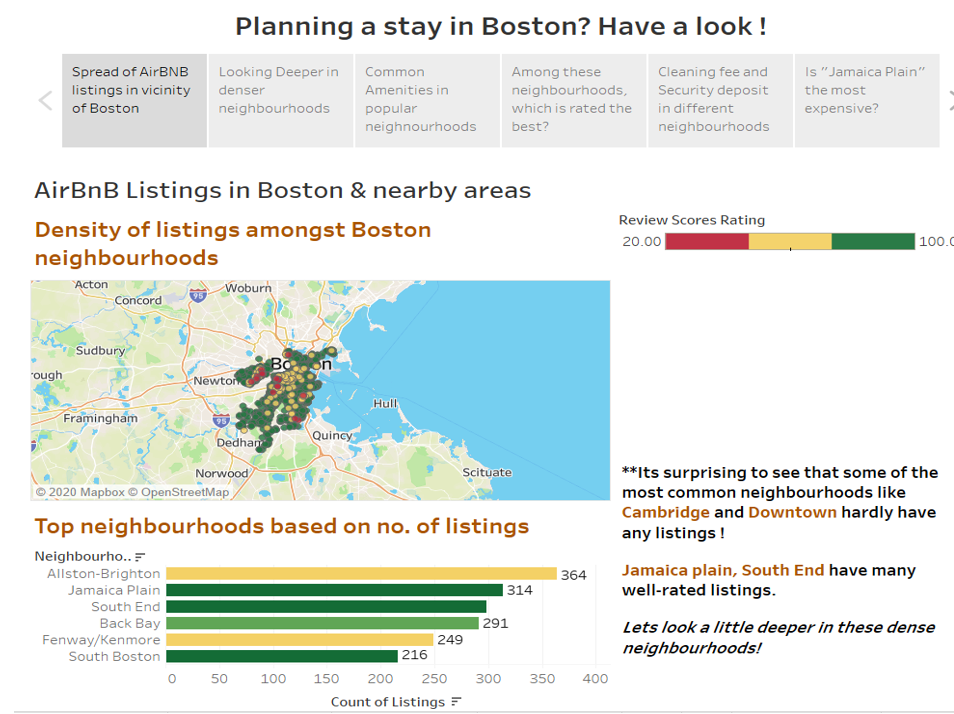 Planning a stay in Boston? Have a look !
Spread of AirBNB
listings in vicinity
of Boston
Looking Deeper in
denser
neighbourhoods
Common
Amenities in
popular
neighnourhoods
Among these
neighbourhoods,
which is rated the
best?
Cleaning fee and
Security deposit
in different
neighbourhoods
Is "Jamaica Plain"
the most
expensive?
AirBnB Listings in Boston & nearby areas
Density of listings amongst Boston
neighbourhoods
Review Scores Rating
20.00
100.0
Acton
Woburn
Concord
95
Sudbury
rough
Newton
Framingham
95
Hull
Dedham
Quincy
Norwood
Scituate
© 2020 Mapbox © OpenStreetMap
**Its surprising to see that some of the
most common neighbourhoods like
Cambridge and Downtown hardly have
any listings !
Jamaica plain, South End have many
well-rated listings.
Lets look a little deeper in these dense
neighbourhoods!
Top neighbourhoods based on no. of listings
Neighbourho..
Allston-Brighton 364
Jamaica Plain 314
South End
Back Bay 291
Fenway/Kenmore 249
South Boston 216
0 50 100 150 200 250 300 350 400
Count of Listings